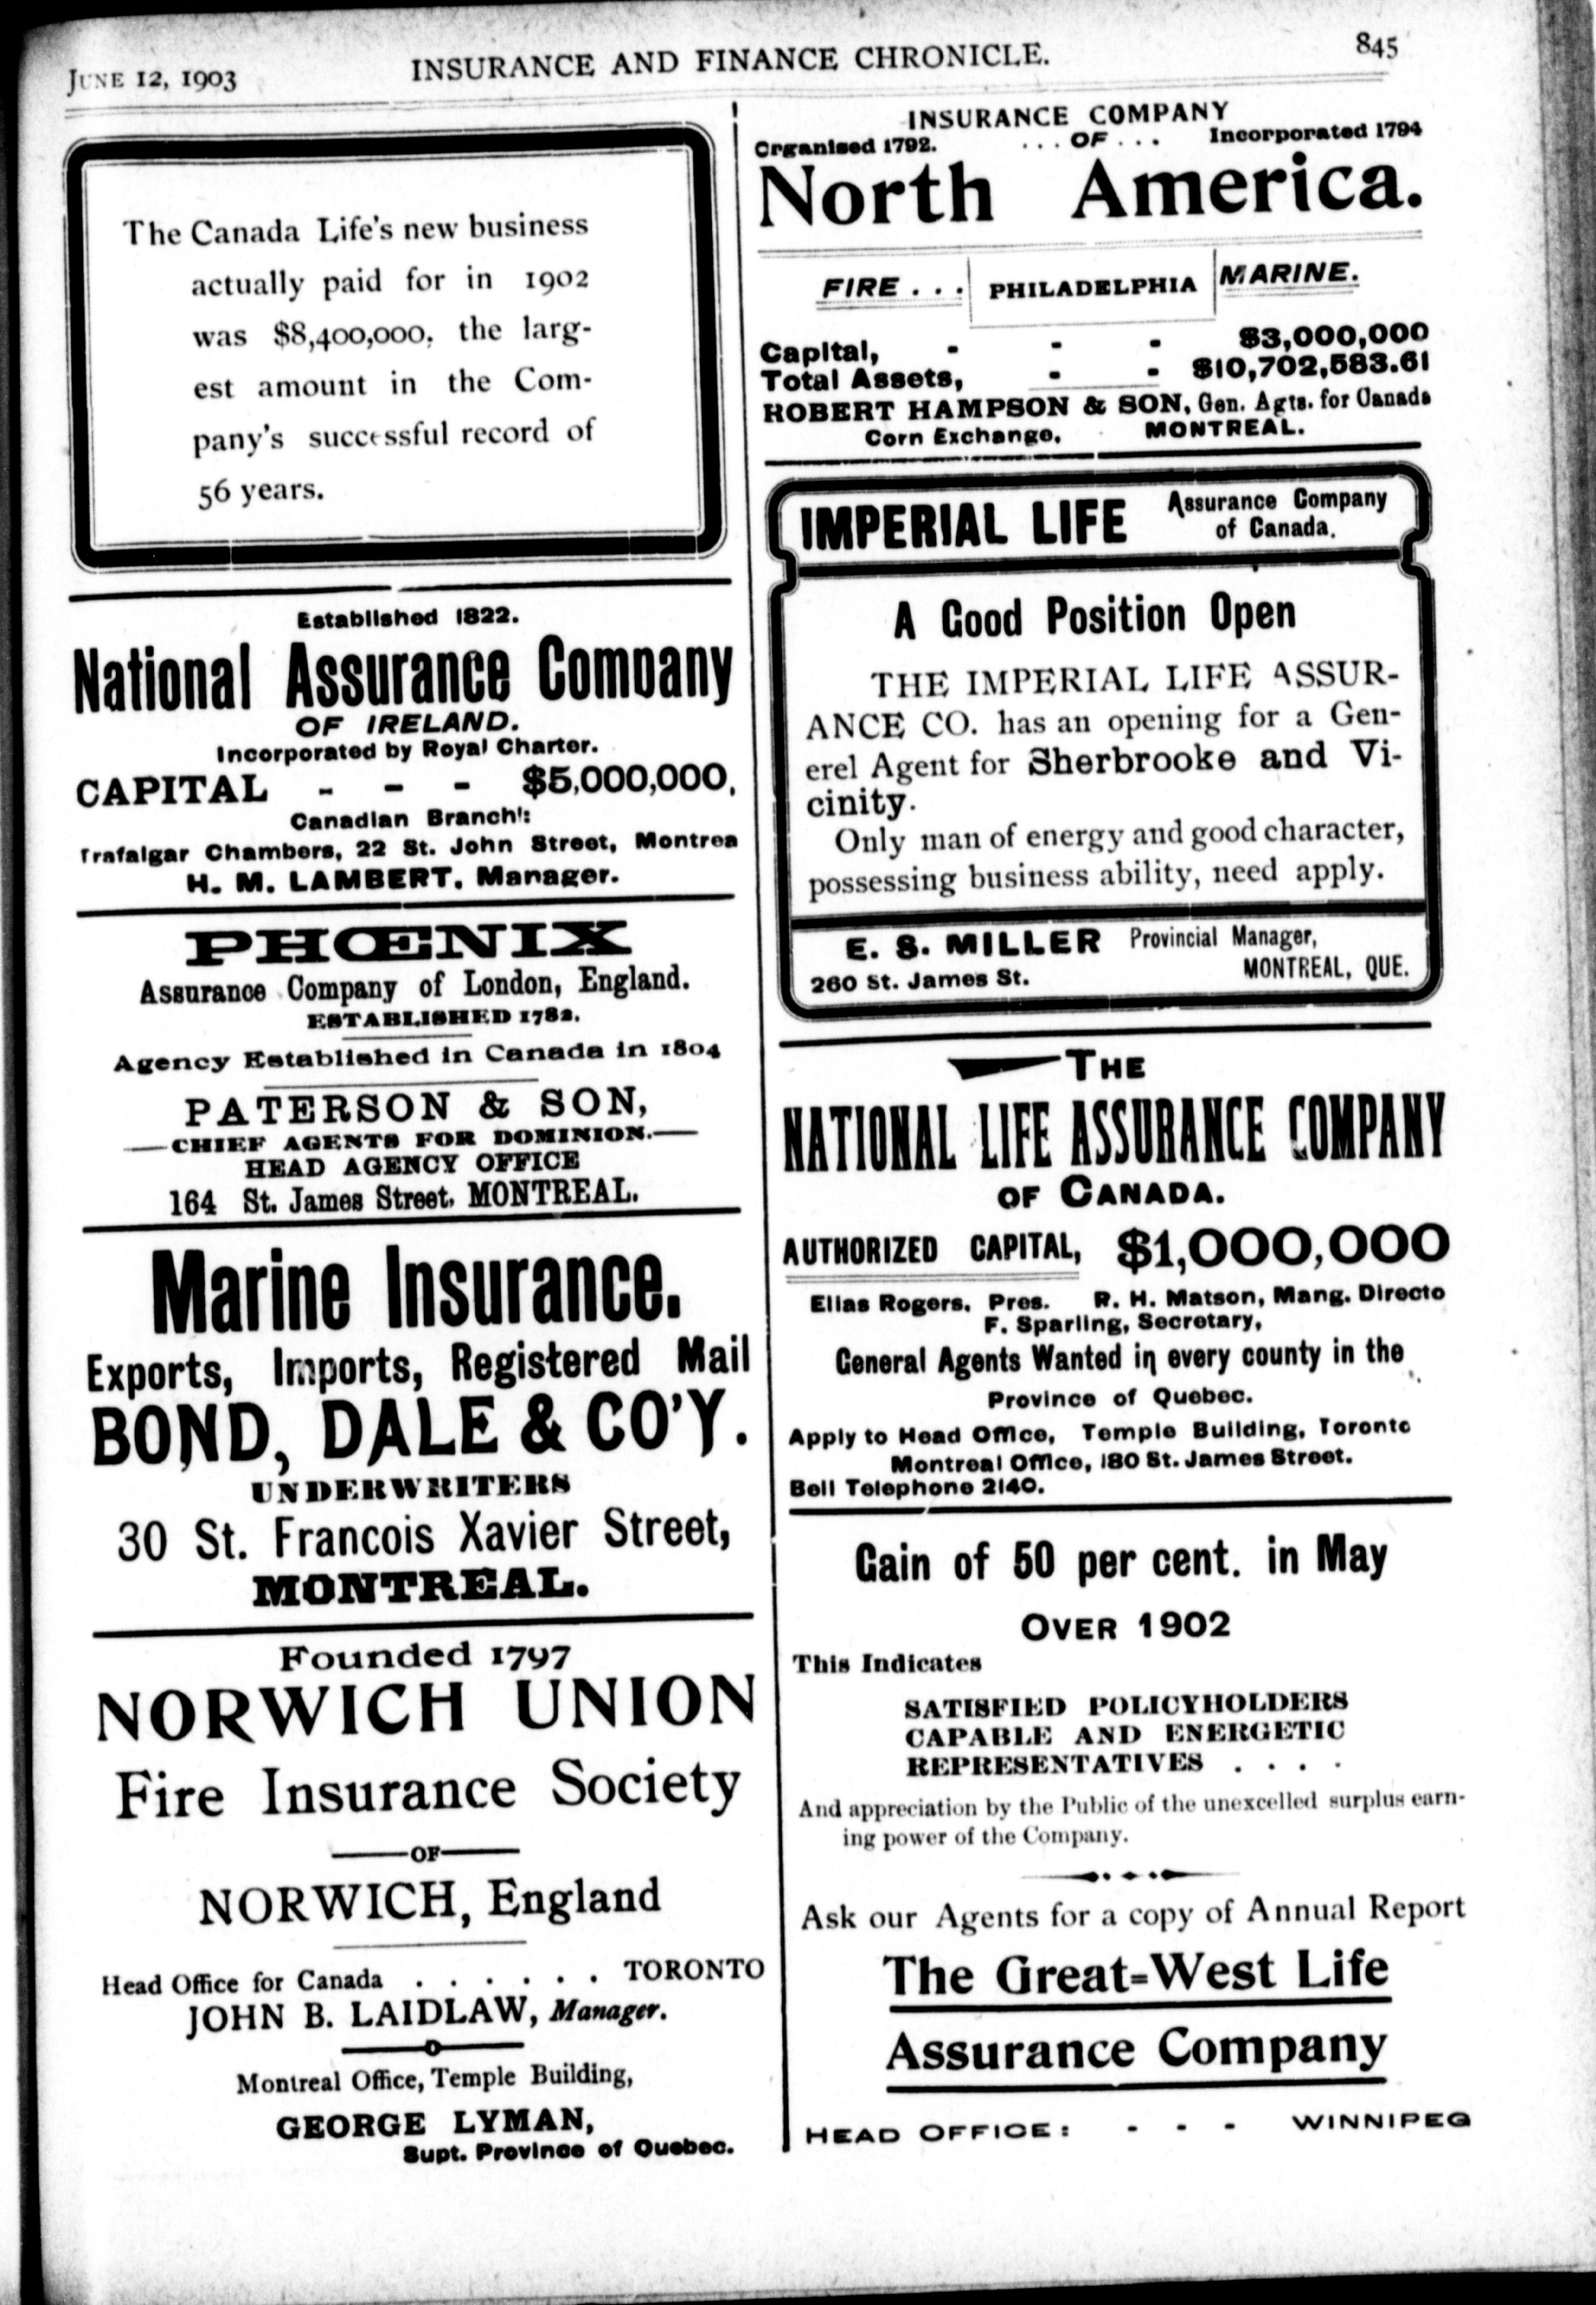 JUNE 12, 1903 INSURANCE AND FINANCE CHRONICLE. 845
The Canada Life's new business
actually paid for in 1902
was $8,400,000, the larg-
est amount in the Com-
pany's successful record of
56 years.
Established 1822.
National Assurance Company
OF IRELAND.
Incorporated by Royal Charter.
CAPITAL - - - $5,000,000,
Canadian Branch:
Trafalgar Chambers, 22 St. John Street, Montrea
H. M. LAMBERT, Manager.
PHŒNIX
Assurance Company of London, England.
ESTABLISHED 1782.
Agency Established in Canada in 1804
PATERSON & SON,
—CHIEF AGENTS FOR DOMINION.—
HEAD AGENCY OFFICE
164 St. James Street, MONTREAL.
Marine Insurance.
Exports, Imports, Registered Mail
BOND, DALE & CO'Y.
UNDERWRITERS
30 St. Francois Xavier Street,
MONTREAL.
Founded 1797
NORWICH UNION
Fire Insurance Society
—OF—
NORWICH, England
Head Office for Canada . . . . . . TORONTO
JOHN B. LAIDLAW, Manager.
Montreal Office, Temple Building,
GEORGE LYMAN,
Supt. Province of Quebec.
INSURANCE COMPANY
Organised 1792. ... OF ... Incorporated 1794
North America.
FIRE . . . PHILADELPHIA MARINE.
Capital, - - - $3,000,000
Total Assets, - - $10,702,583.61
ROBERT HAMPSON & SON, Gen. Agts. for Canada
Corn Exchange, MONTREAL.
IMPERIAL LIFE Assurance Company
of Canada.
A Good Position Open
THE IMPERIAL LIFE ASSUR-
ANCE CO. has an opening for a Gen-
erel Agent for Sherbrooke and Vi-
cinity.
Only man of energy and good character,
possessing business ability, need apply.
E. S. MILLER Provincial Manager,
260 St. James St. MONTREAL, QUE.
THE
NATIONAL LIFE ASSURANCE COMPANY
OF CANADA.
AUTHORIZED CAPITAL, $1,000,000
Elias Rogers, Pres. R. H. Matson, Mang. Directo
F. Sparling, Secretary,
General Agents Wanted in every county in the
Province of Quebec.
Apply to Head Office, Temple Building, Toronto
Montreal Office, 180 St. James Street.
Bell Telephone 2140.
Gain of 50 per cent. in May
OVER 1902
This Indicates
SATISFIED POLICYHOLDERS
CAPABLE AND ENERGETIC
REPRESENTATIVES . . . .
And appreciation by the Public of the unexcelled surplus earn-
ing power of the Company.
Ask our Agents for a copy of Annual Report
The Great-West Life
Assurance Company
HEAD OFFICE: - - - WINNIPEG